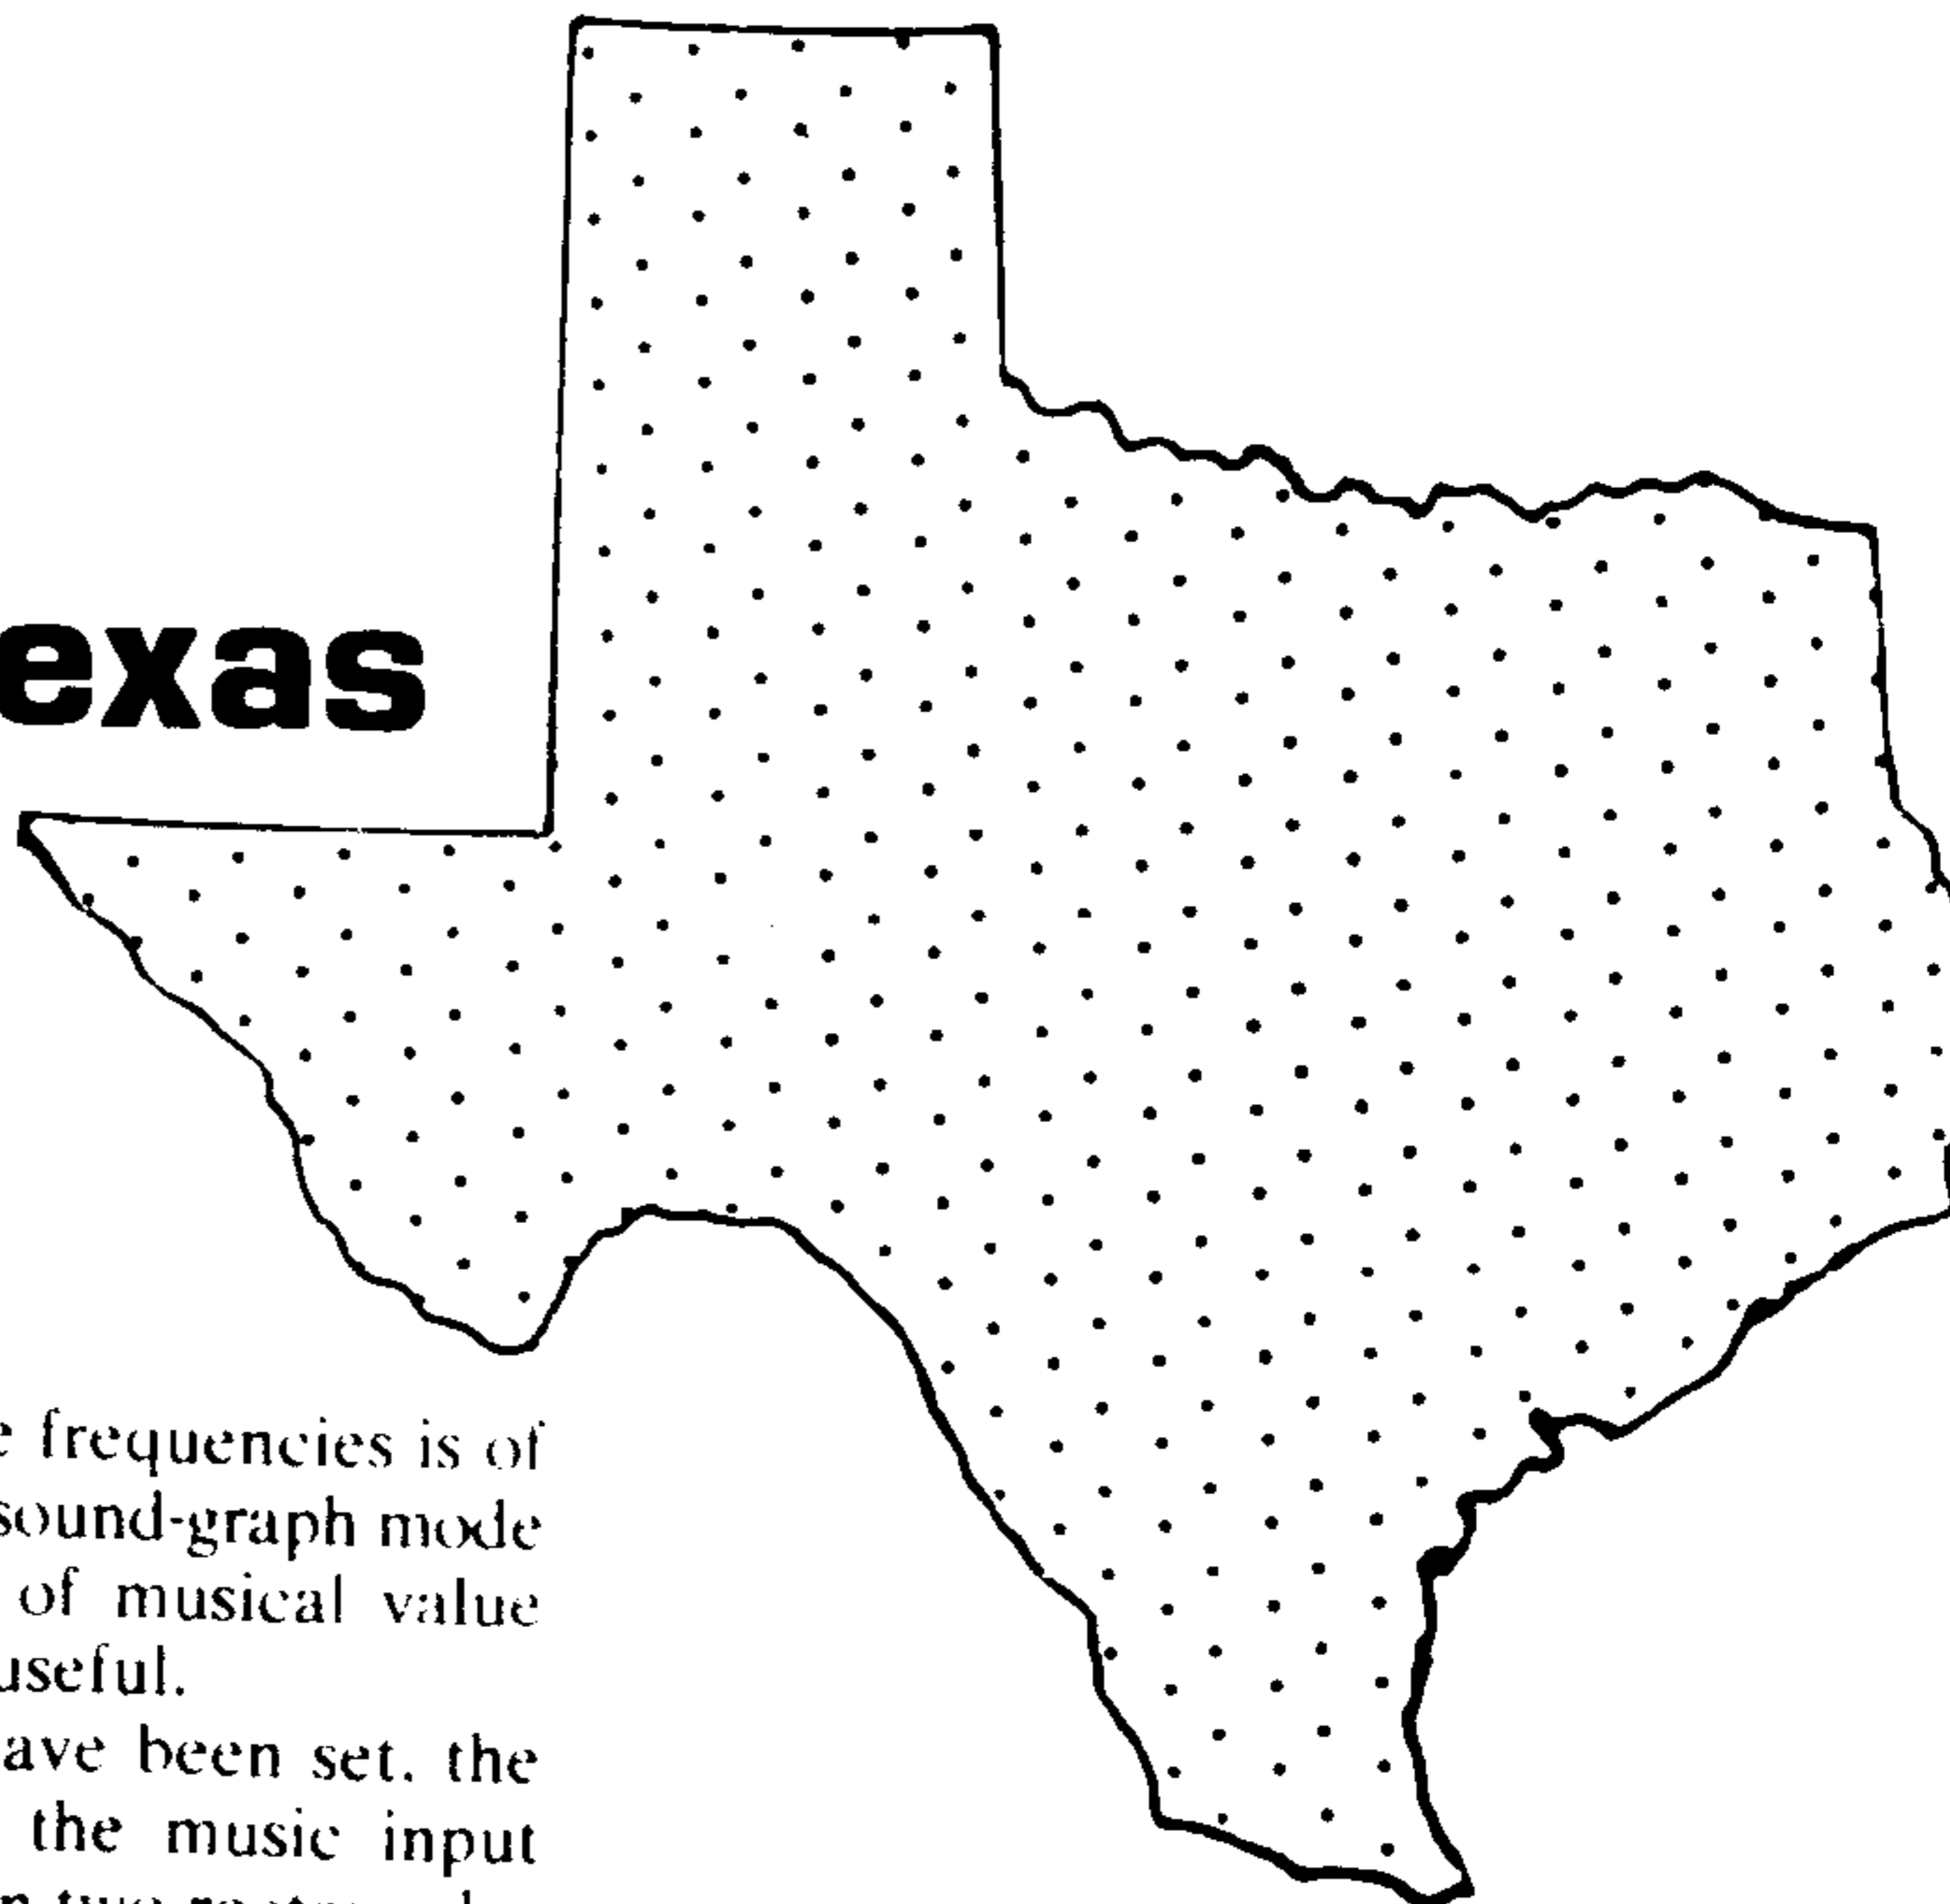 exas
e frequencies is of
sound-graph mode
of musical value
useful.
ave been set. the
the music input